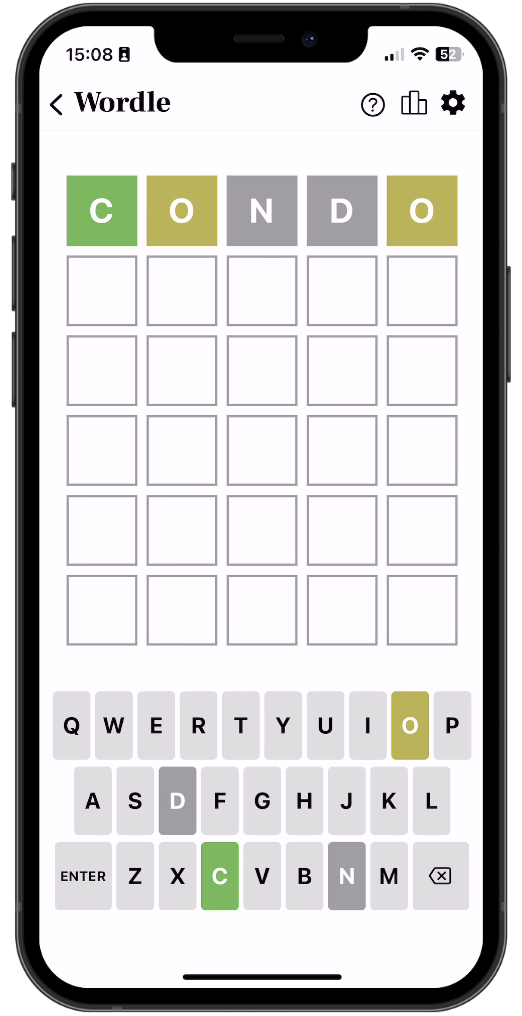 15:08 52
Wordle
C O N D O
Q W E R T Y U I O P
A S D F G H J K L
ENTER Z X C V B N M